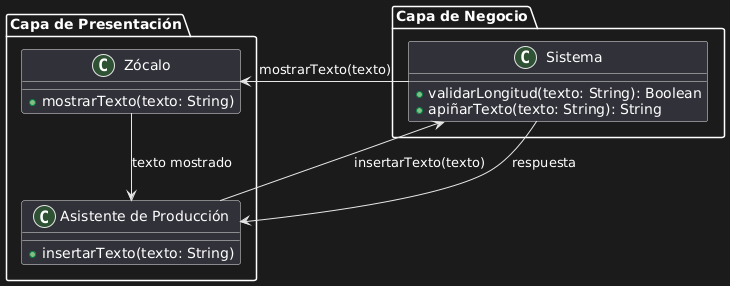 Capa de Presentación
Capa de Negocio
C Zócalo
mostrarTexto(texto: String)
C Sistema
validarLongitud(texto: String): Boolean
apiñarTexto(texto: String): String
mostrarTexto(texto)
texto mostrado
insertarTexto(texto)
respuesta
C Asistente de Producción
insertarTexto(texto: String)